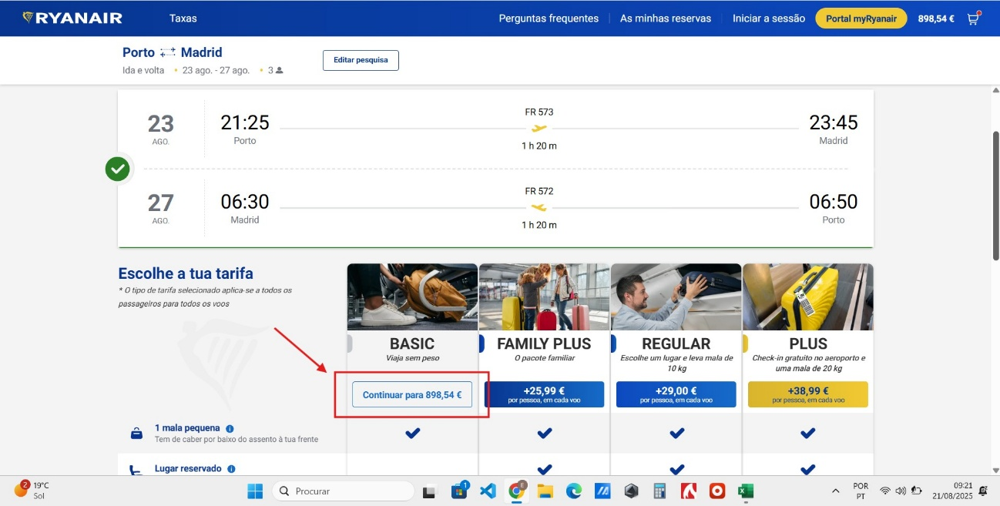 RYANAIR
Taxas
Perguntas frequentes
As minhas reservas
Iniciar a sessão
Portal myRyanair
898,54 €
Porto Madrid
Ida e volta • 23 ago. - 27 ago. • 3
Editar pesquisa
23
AGO.
21:25
Porto
FR 573
1 h 20 m
23:45
Madrid
27
AGO.
06:30
Madrid
FR 572
1 h 20 m
06:50
Porto
Escolhe a tua tarifa
* O tipo de tarifa selecionado aplica-se a todos os
passageiros para todos os voos
BASIC
Viaja sem peso
Continuar para 898,54 €
FAMILY PLUS
O pacote familiar
+25,99 €
por pessoa, em cada voo
REGULAR
Escolhe um lugar e leva mala de
10 kg
+29,00 €
por pessoa, em cada voo
PLUS
Check-in gratuito no aeroporto e
uma mala de 20 kg
+38,99 €
por pessoa, em cada voo
1 mala pequena
Tem de caber por baixo do assento à tua frente
Lugar reservado
2
19°C
Sol
Procurar
1
E
POR
PT
09:21
21/08/2025